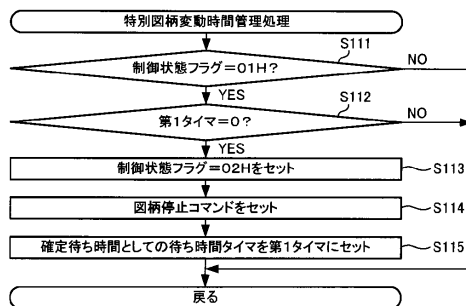 特別図柄変動時間管理処理
S111
制御状態フラグ=01H?
NO
YES
S112
第1タイマ=0?
NO
YES
制御状態フラグ=02Hをセット
S113
図柄停止コマンドをセット
S114
確定待ち時間としての待ち時間タイマを第1タイマにセット
S115
戻る